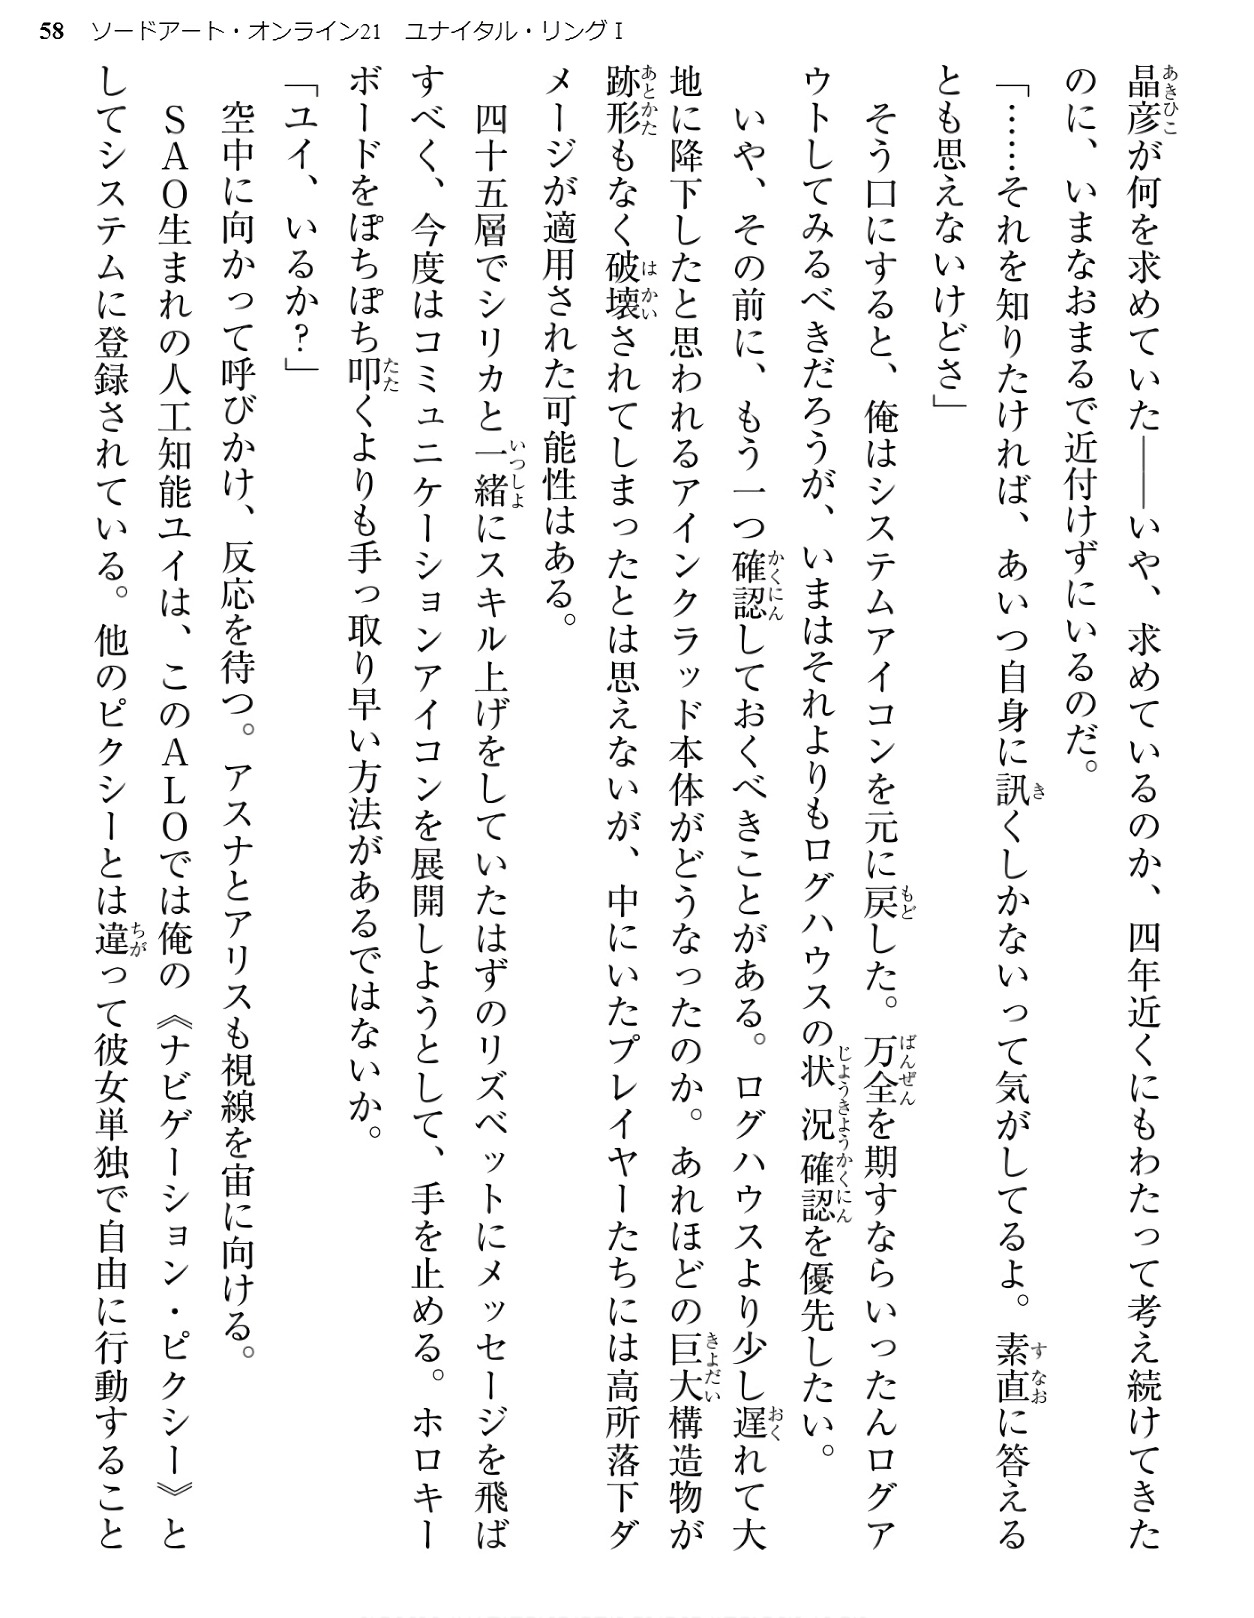 58 ソードアート・オンライン21 ユナイタル・リングⅠ
晶彦が何を求めていた――いや、求めているのか、四年近くにもわたって考え続けてきた
のに、いまなおまるで近付けずにいるのだ。
「……それを知りたければ、あいつ自身に訊くしかないって気がしてるよ。素直に答える
とも思えないけどさ」
そう口にすると、俺はシステムアイコンを元に戻した。万全を期すならいったんログア
ウトしてみるべきだろうが、いまはそれよりもログハウスの状況確認を優先したい。
いや、その前に、もう一つ確認しておくべきことがある。ログハウスより少し遅れて大
地に降下したと思われるアインクラッド本体がどうなったのか。あれほどの巨大構造物が
跡形もなく破壊されてしまったとは思えないが、中にいたプレイヤーたちには高所落下ダ
メージが適用された可能性はある。
四十五層でシリカと一緒にスキル上げをしていたはずのリズベットにメッセージを飛ば
すべく、今度はコミュニケーションアイコンを展開しようとして、手を止める。ホロキー
ボードをぽちぽち叩くよりも手っ取り早い方法があるではないか。
「ユイ、いるか?」
空中に向かって呼びかけ、反応を待つ。アスナとアリスも視線を宙に向ける。
ＳＡＯ生まれの人工知能ユイは、このＡＬＯでは俺の《ナビゲーション・ピクシー》と
してシステムに登録されている。他のピクシーとは違って彼女単独で自由に行動すること